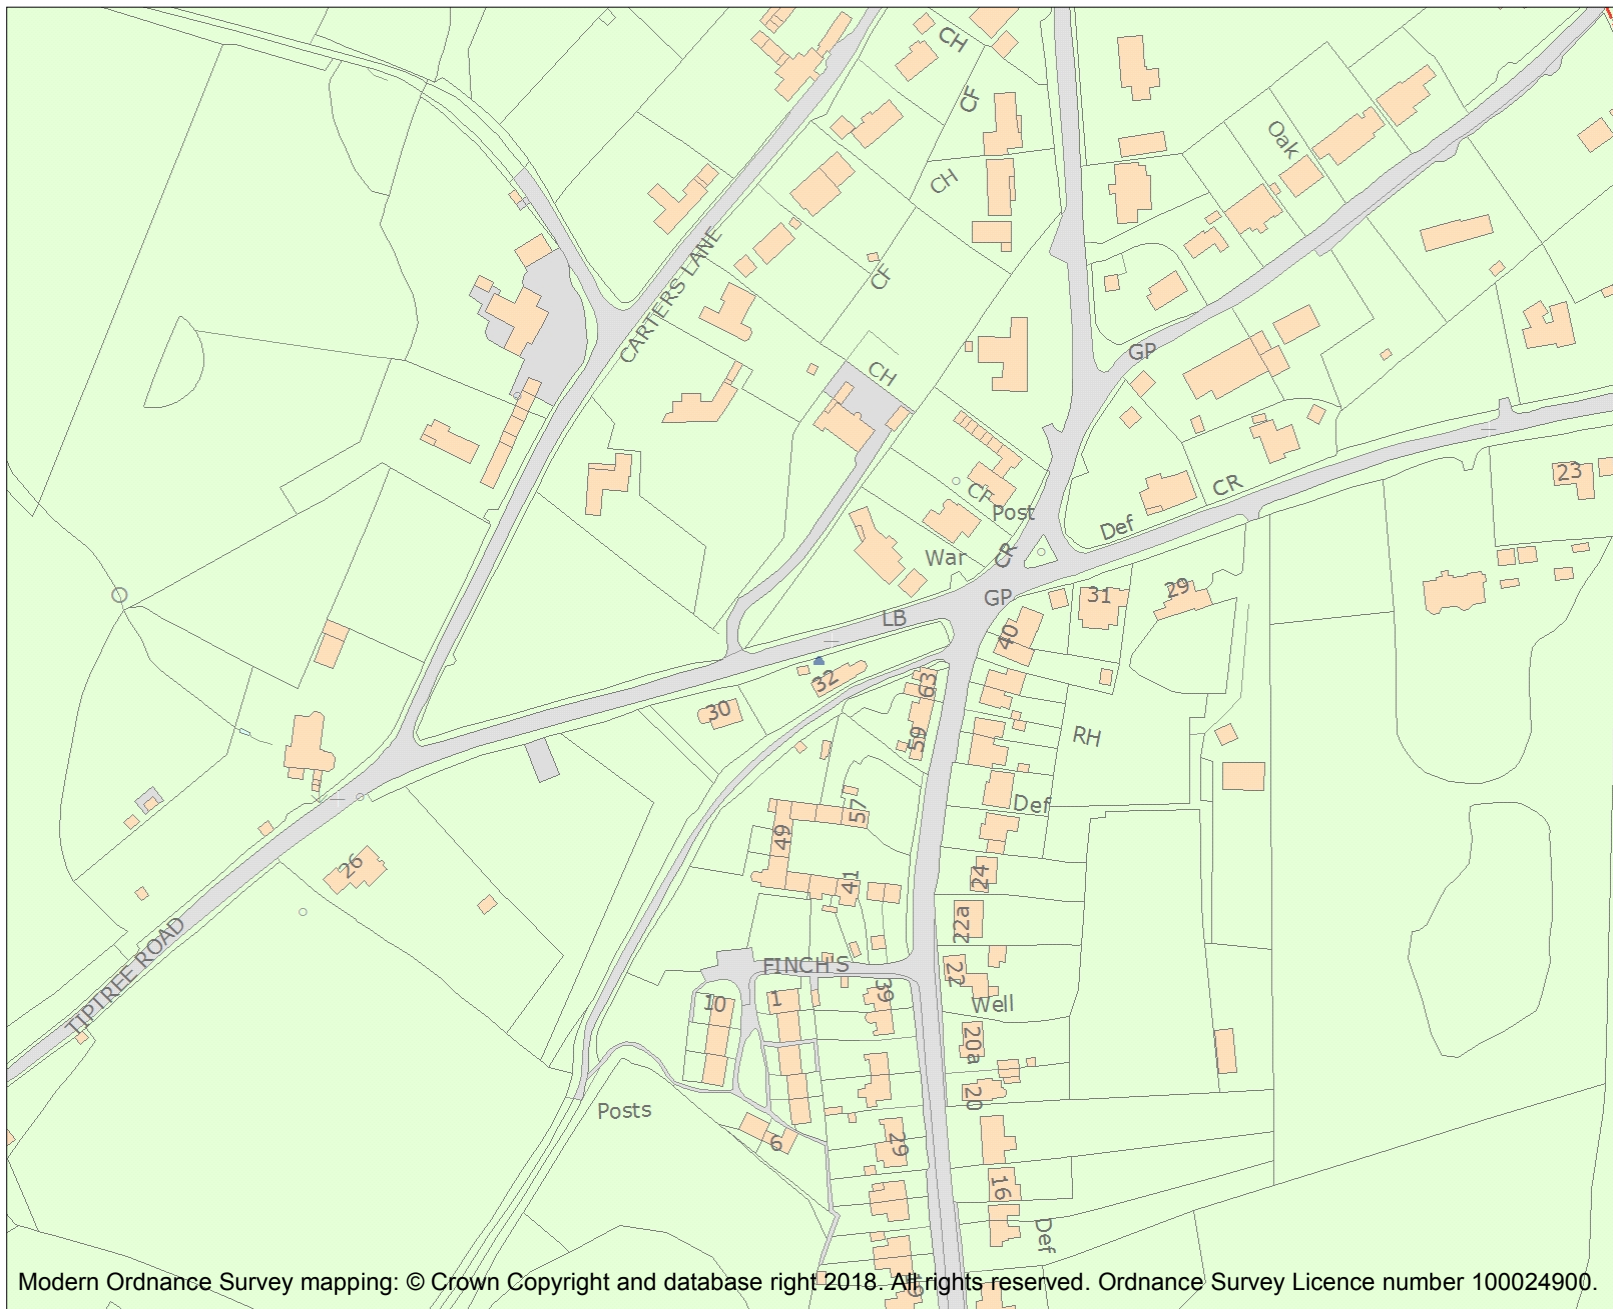 CH
CF
Oak
CH
CARTERS LANE
CF
GP
CH
23
CR
CF
Post
Def
War
CR
GP
31
29
LB
40
32
63
30
59
RH
57
Def
49
26
41
24
22a
TIPTREE ROAD
FINCH'S
22
10
1
39
Well
20a
Posts
20
6
29
16
Def
Modern Ordnance Survey mapping: © Crown Copyright and database right 2018. All rights reserved. Ordnance Survey Licence number 100024900.